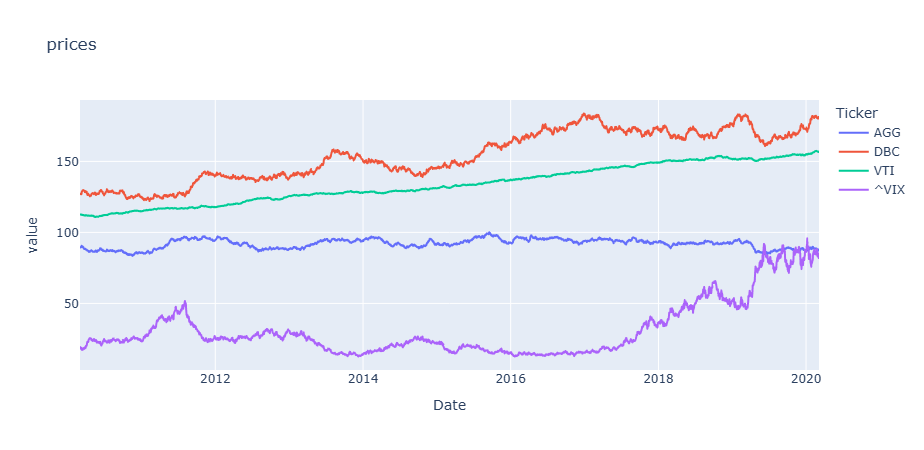 prices
Ticker
AGG
DBC
VTI
^VIX
150
100
50
value
2012
2014
2016
2018
2020
Date